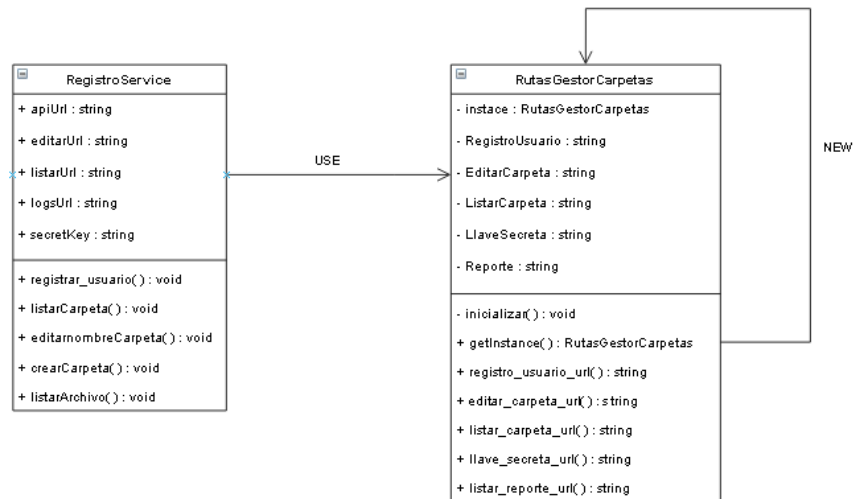 RegistroService
+ apiUrl : string
+ editarUrl : string
+ listarUrl : string
+ logsUrl : string
+ secretKey : string
+ registrar_usuario( ) : void
+ listarCarpeta( ) : void
+ editarnombreCarpeta( ) : void
+ crearCarpeta( ) : void
+ listarArchivo( ) : void
USE
RutasGestorCarpetas
- instace : RutasGestorCarpetas
- RegistroUsuario : string
- EditarCarpeta : string
- ListarCarpeta : string
- LlaveSecreta : string
- Reporte : string
- inicializar( ) : void
+ getInstance( ) : RutasGestorCarpetas
+ registro_usuario_url( ) : string
+ editar_carpeta_url( ) : string
+ listar_carpeta_url( ) : string
+ llave_secreta_url( ) : string
+ listar_reporte_url( ) : string
NEW